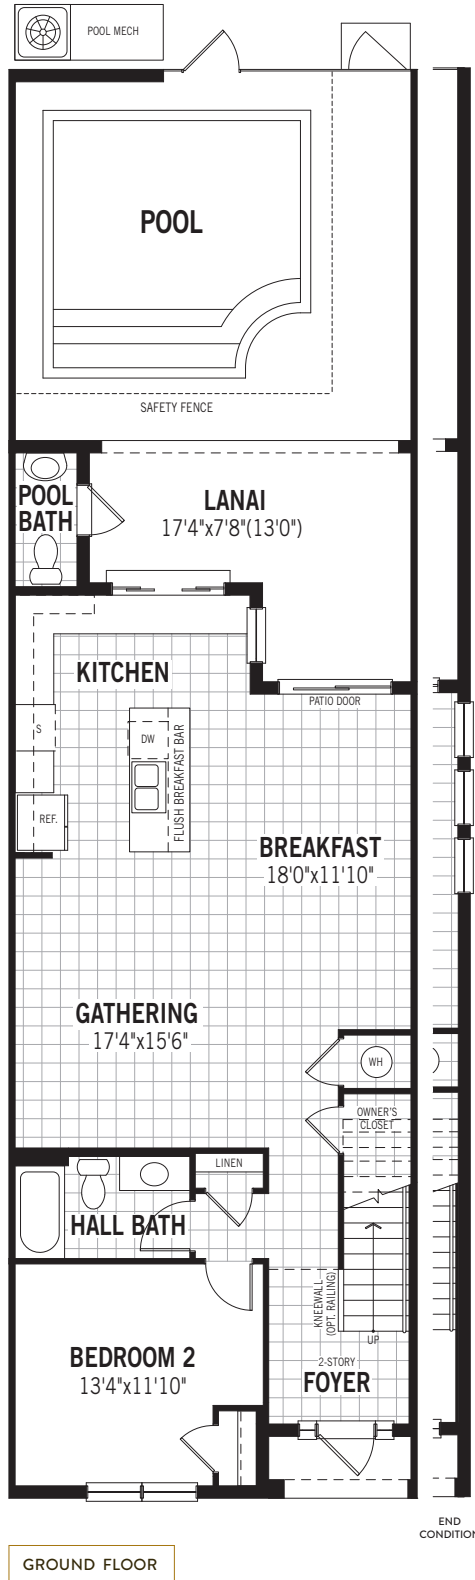 POOL MECH
POOL
SAFETY FENCE
POOL
BATH
LANAI
17'4"x7'8"(13'0")
KITCHEN
PATIO DOOR
S
DW
FLUSH BREAKFAST BAR
REF.
BREAKFAST
18'0"x11'10"
GATHERING
17'4"x15'6"
WH
OWNER'S
CLOSET
LINEN
HALL BATH
KNEEWALL
(OPT. RAILING)
UP
BEDROOM 2
13'4"x11'10"
2-STORY
FOYER
END
CONDITION
GROUND FLOOR